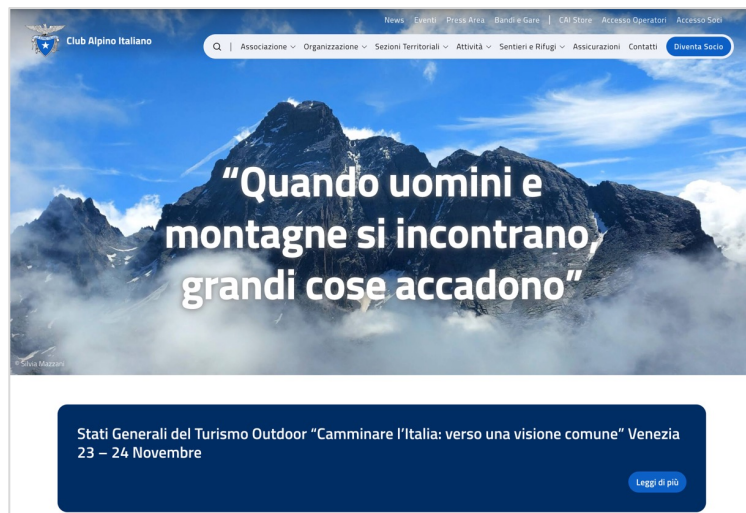 News Eventi Press Area Bandi e Gare | CAI Store Accesso Operatori Accesso Soci
Club Alpino Italiano
Associazione Organizzazione Sezioni Territoriali Attività Sentieri e Rifugi Assicurazioni Contatti Diventa Socio
“Quando uomini e
montagne si incontrano,
grandi cose accadono”
© Silvia Mazzani
Stati Generali del Turismo Outdoor “Camminare l’Italia: verso una visione comune” Venezia
23 – 24 Novembre
Leggi di più